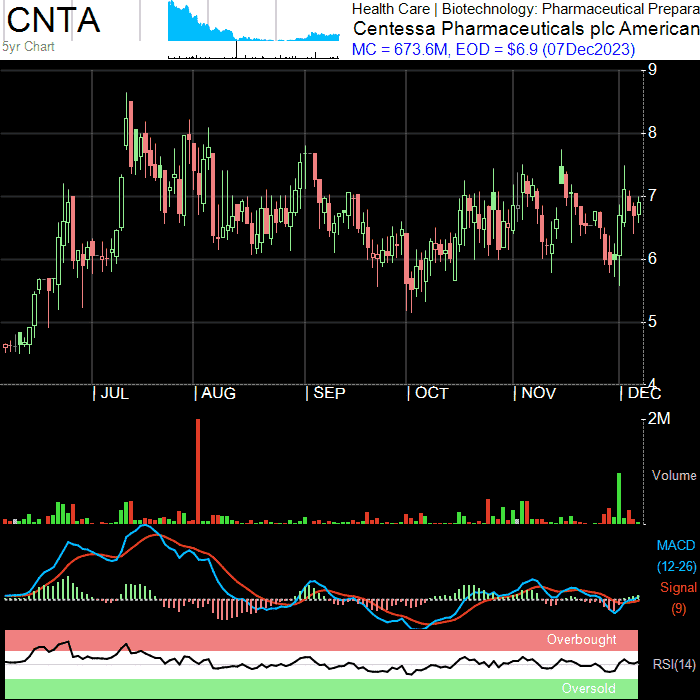 CNTA
5yr Chart
Health Care | Biotechnology: Pharmaceutical Prepara
Centessa Pharmaceuticals plc American
MC = 673.6M, EOD = $6.9 (07Dec2023)
9
8
7
6
5
4
| JUL
| AUG
| SEP
| OCT
| NOV
| DEC
2M
Volume
MACD
(12-26)
Signal
(9)
Overbought
RSI(14)
Oversold